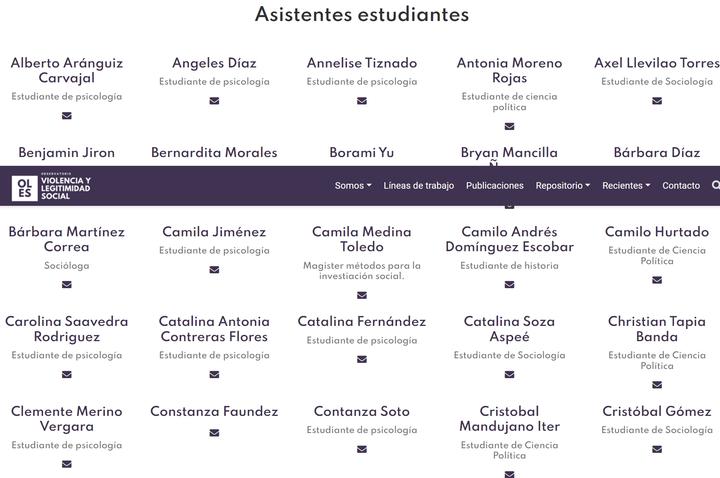 Asistentes estudiantes
Alberto Aránguiz
Carvajal
Estudiante de psicología
Angeles Díaz
Estudiante de psicología
Annelise Tiznado
Estudiante de psicología
Antonia Moreno
Rojas
Estudiante de ciencia
política
Axel Llevilao Torres
Estudiante de Sociología
Benjamin Jiron
Bernardita Morales
Borami Yu
Bryan Mancilla
Bárbara Díaz
OL
ES
OBSERVATORIO
VIOLENCIA Y
LEGITIMIDAD
SOCIAL
Somos
Líneas de trabajo
Publicaciones
Repositorio
Recientes
Contacto
Bárbara Martínez
Correa
Socióloga
Camila Jiménez
Estudiante de psicología
Camila Medina
Toledo
Magister métodos para la
investiación social.
Camilo Andrés
Domínguez Escobar
Estudiante de historia
Camilo Hurtado
Estudiante de Ciencia
Política
Carolina Saavedra
Rodriguez
Estudiante de psicología
Catalina Antonia
Contreras Flores
Estudiante de psicología
Catalina Fernández
Estudiante de psicología
Catalina Soza
Aspeé
Estudiante de Sociología
Christian Tapia
Banda
Estudiante de Ciencia
Política
Clemente Merino
Vergara
Estudiante de psicología
Constanza Faundez
Contanza Soto
Estudiante de psicología
Cristobal
Mandujano Iter
Estudiante de Ciencia
Política
Cristóbal Gómez
Estudiante de Sociología